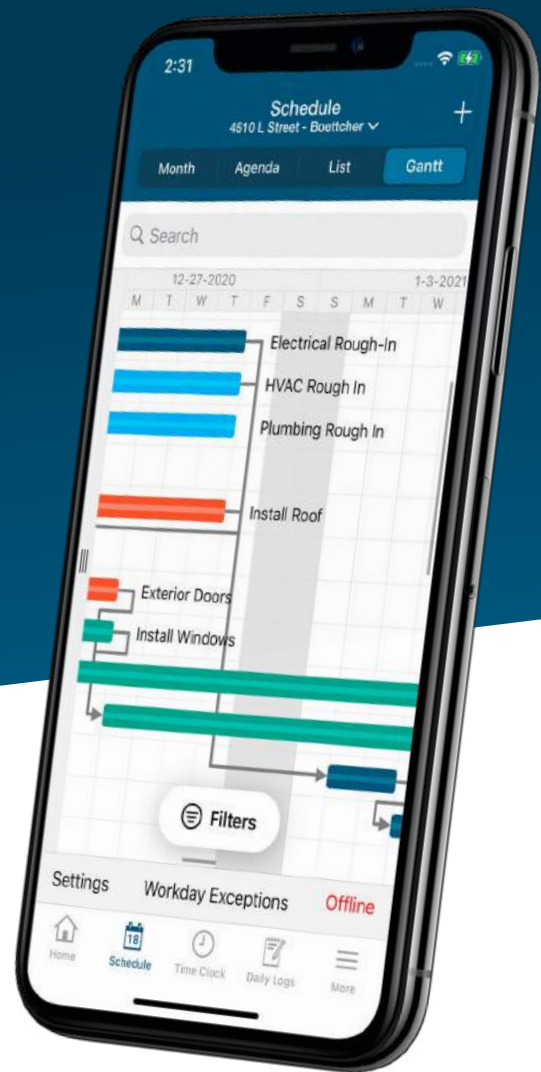 2:31
Schedule
4510 L Street - Boettcher
Month Agenda List Gantt
Search
12-27-2020 1-3-2021
M T W T F S S M T W
Electrical Rough-In
HVAC Rough In
Plumbing Rough In
Install Roof
Exterior Doors
Install Windows
Filters
Settings Workday Exceptions Offline
18
Home Schedule Time Clock Daily Logs More